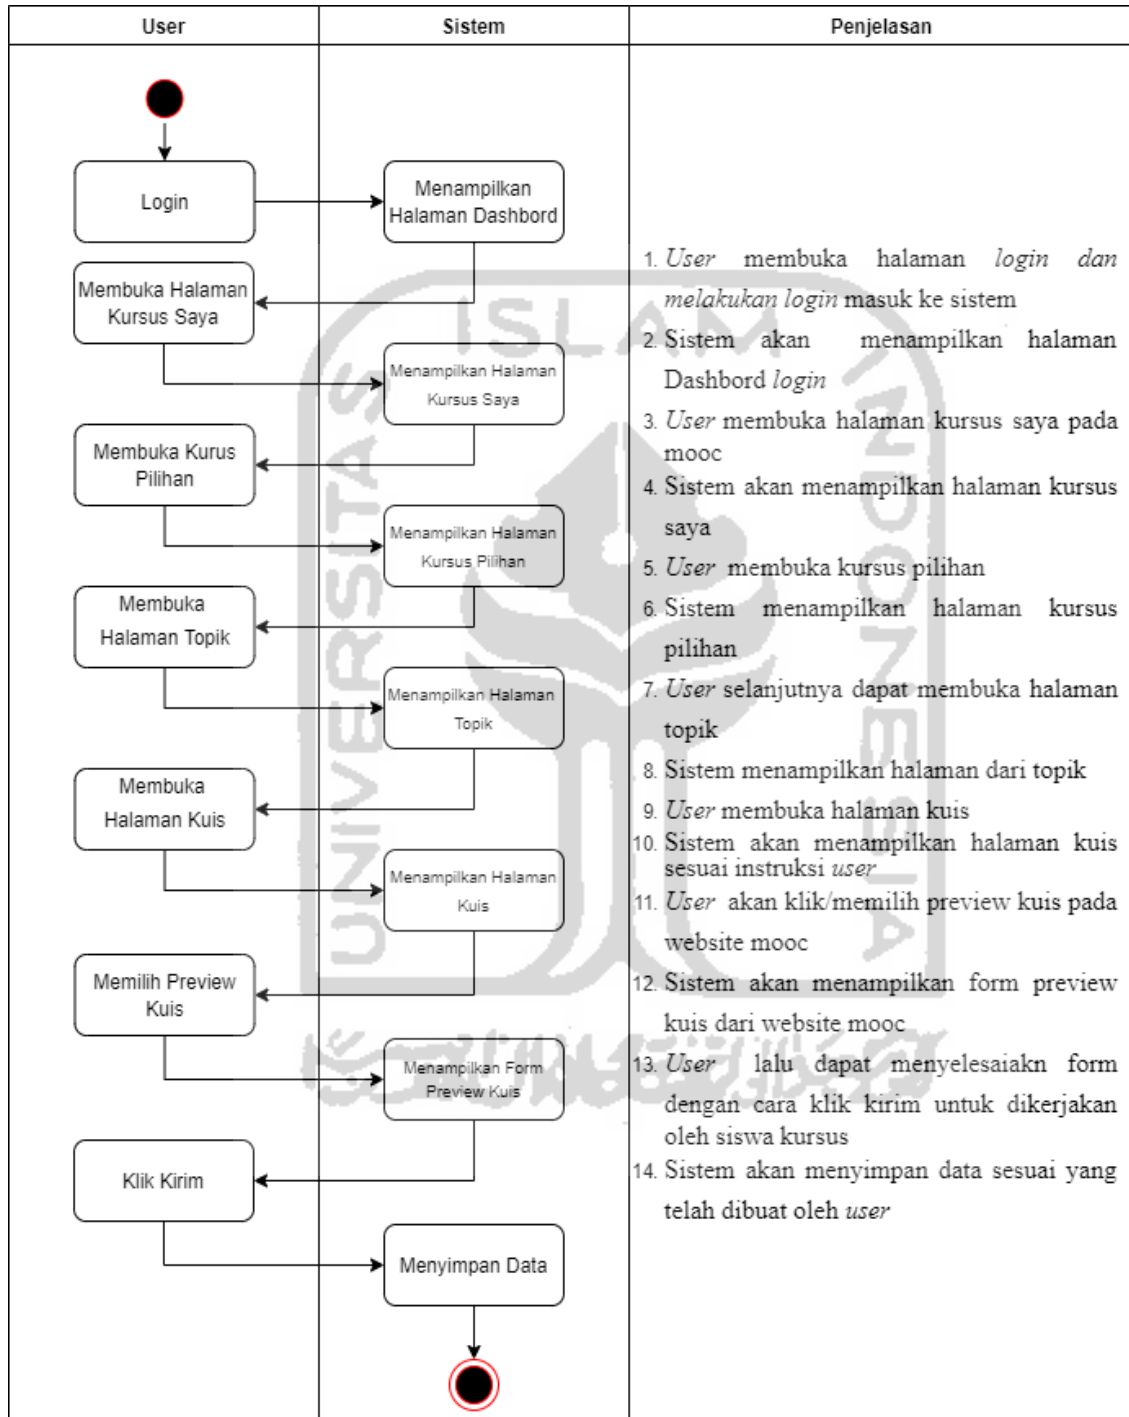 User
Sistem
Penjelasan
Login
Menampilkan
Halaman Dashbord
Membuka Halaman
Kursus Saya
Menampilkan Halaman
Kursus Saya
Membuka Kurus
Pilihan
Menampilkan Halaman
Kursus Pilihan
Membuka
Halaman Topik
Menampilkan Halaman
Topik
Membuka
Halaman Kuis
Menampilkan Halaman
Kuis
Memilih Preview
Kuis
Menampilkan Form
Preview Kuis
Klik Kirim
Menyimpan Data
1. User membuka halaman login dan
melakukan login masuk ke sistem
2. Sistem akan menampilkan halaman
Dashbord login
3. User membuka halaman kursus saya pada
mooc
4. Sistem akan menampilkan halaman kursus
saya
5. User membuka kursus pilihan
6. Sistem menampilkan halaman kursus
pilihan
7. User selanjutnya dapat membuka halaman
topik
8. Sistem menampilkan halaman dari topik
9. User membuka halaman kuis
10. Sistem akan menampilkan halaman kuis
sesuai instruksi user
11. User akan klik/memilih preview kuis pada
website mooc
12. Sistem akan menampilkan form preview
kuis dari website mooc
13. User lalu dapat menyelesaiakn form
dengan cara klik kirim untuk dikerjakan
oleh siswa kursus
14. Sistem akan menyimpan data sesuai yang
telah dibuat oleh user
UNIVERSITAS
ISLAM
INDONESIA